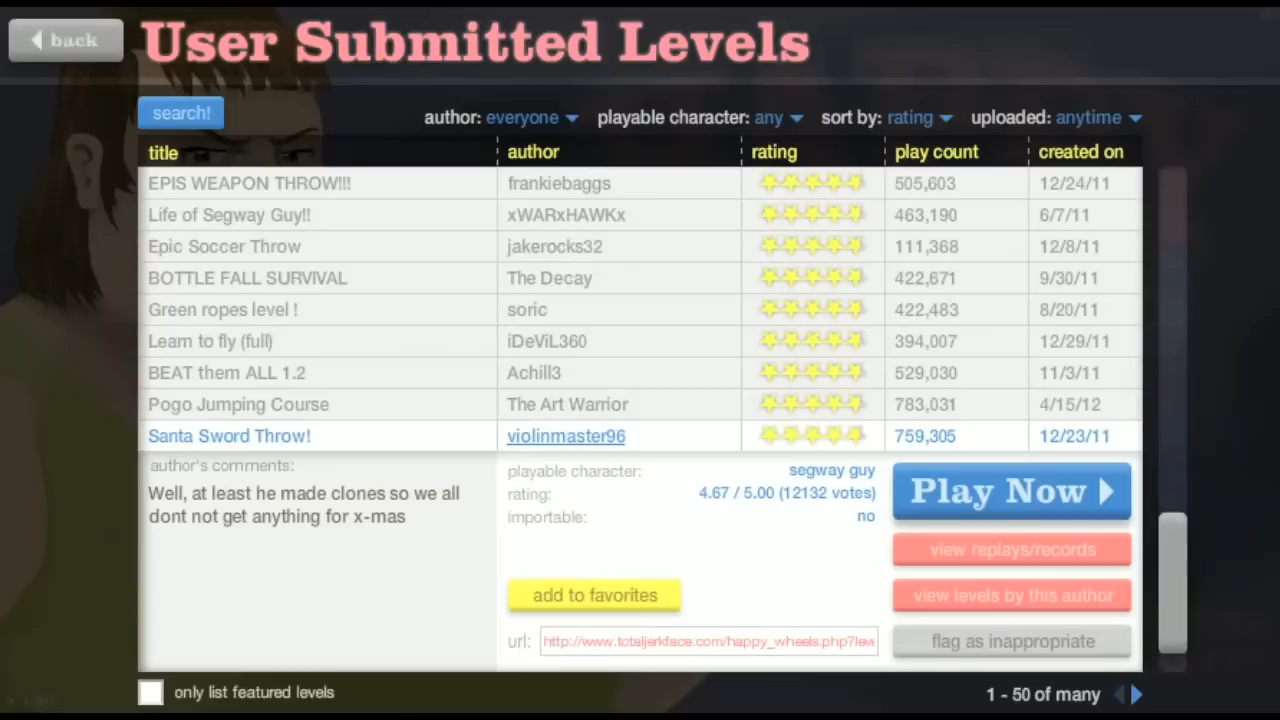 back
User Submitted Levels
search!
author: everyone playable character: any sort by: rating uploaded: anytime
title author rating play count created on
EPIS WEAPON THROW!!! frankiebaggs 505,603 12/24/11
Life of Segway Guy!! xWARxHAWKx 463,190 6/7/11
Epic Soccer Throw jakerocks32 111,368 12/8/11
BOTTLE FALL SURVIVAL The Decay 422,671 9/30/11
Green ropes level ! soric 422,483 8/20/11
Learn to fly (full) iDeViL360 394,007 12/29/11
BEAT them ALL 1.2 Achill3 529,030 11/3/11
Pogo Jumping Course The Art Warrior 783,031 4/15/12
Santa Sword Throw! violinmaster96 759,305 12/23/11
author's comments:
Well, at least he made clones so we all
dont not get anything for x-mas
playable character: segway guy
rating: 4.67 / 5.00 (12132 votes)
importable: no
add to favorites
url: http://www.totaljerkface.com/happy_wheels.php?lev
Play Now
view replays/records
view levels by this author
flag as inappropriate
only list featured levels
1 - 50 of many